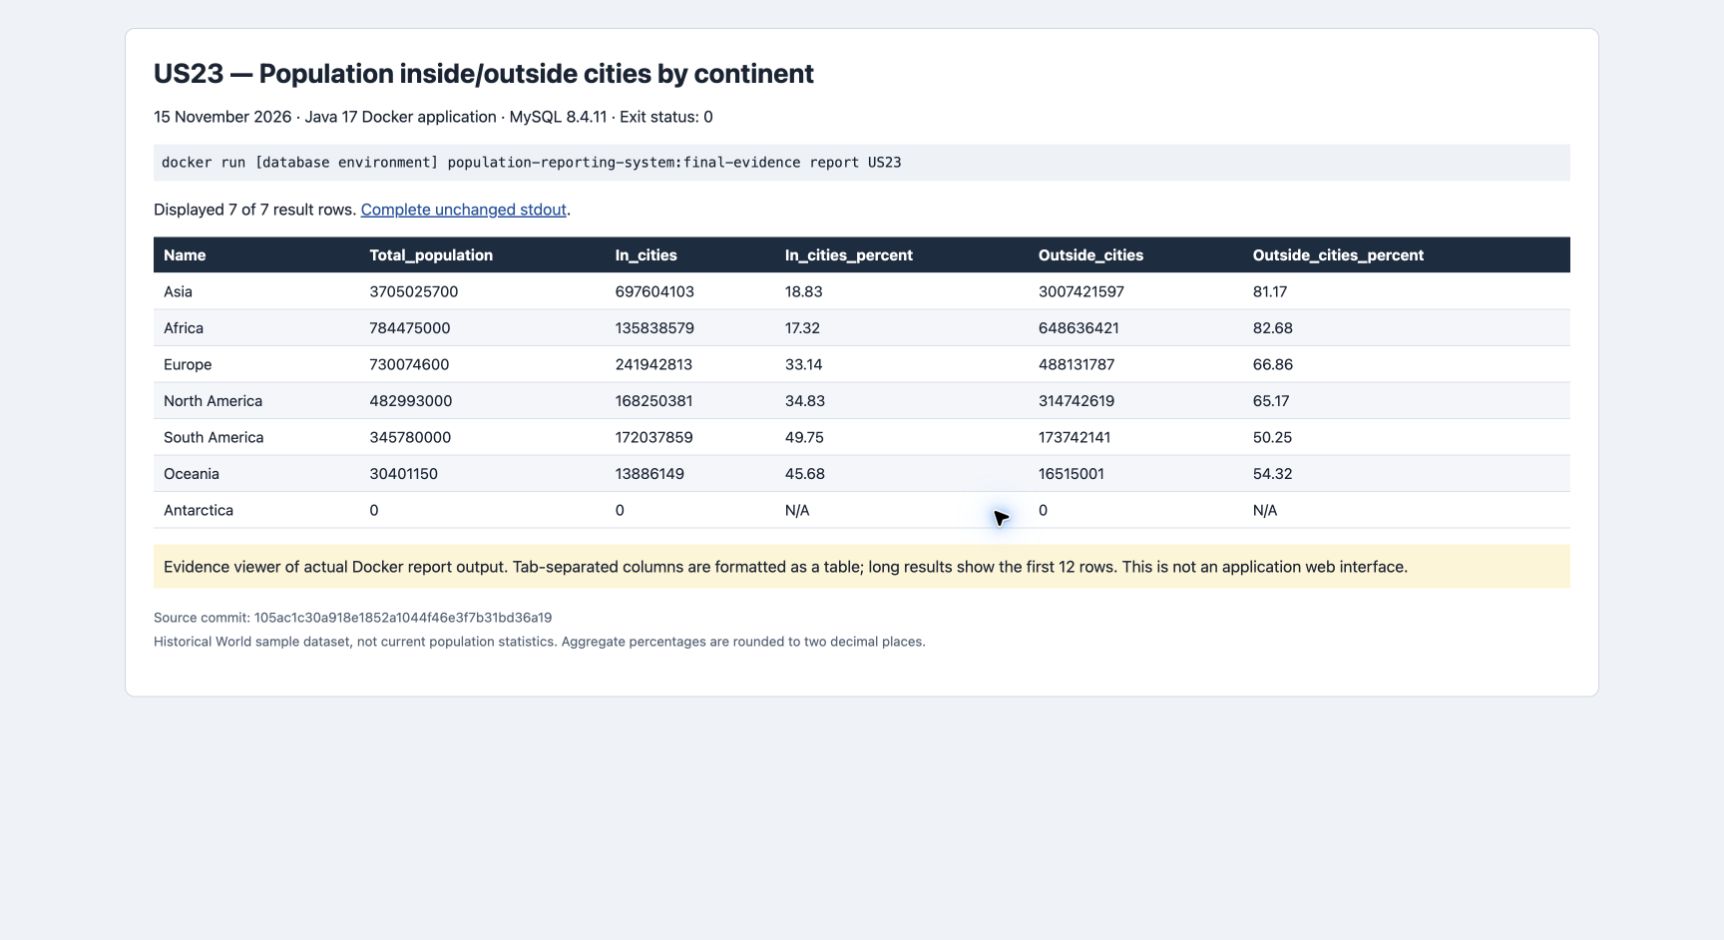 US23 — Population inside/outside cities by continent
15 November 2026 · Java 17 Docker application · MySQL 8.4.11 · Exit status: 0
docker run [database environment] population-reporting-system:final-evidence report US23
Displayed 7 of 7 result rows. Complete unchanged stdout.
Name Total_population In_cities In_cities_percent Outside_cities Outside_cities_percent
Asia 3705025700 697604103 18.83 3007421597 81.17
Africa 784475000 135838579 17.32 648636421 82.68
Europe 730074600 241942813 33.14 488131787 66.86
North America 482993000 168250381 34.83 314742619 65.17
South America 345780000 172037859 49.75 173742141 50.25
Oceania 30401150 13886149 45.68 16515001 54.32
Antarctica 0 0 N/A 0 N/A
Evidence viewer of actual Docker report output. Tab-separated columns are formatted as a table; long results show the first 12 rows. This is not an application web interface.
Source commit: 105ac1c30a918e1852a1044f46e3f7b31bd36a19
Historical World sample dataset, not current population statistics. Aggregate percentages are rounded to two decimal places.